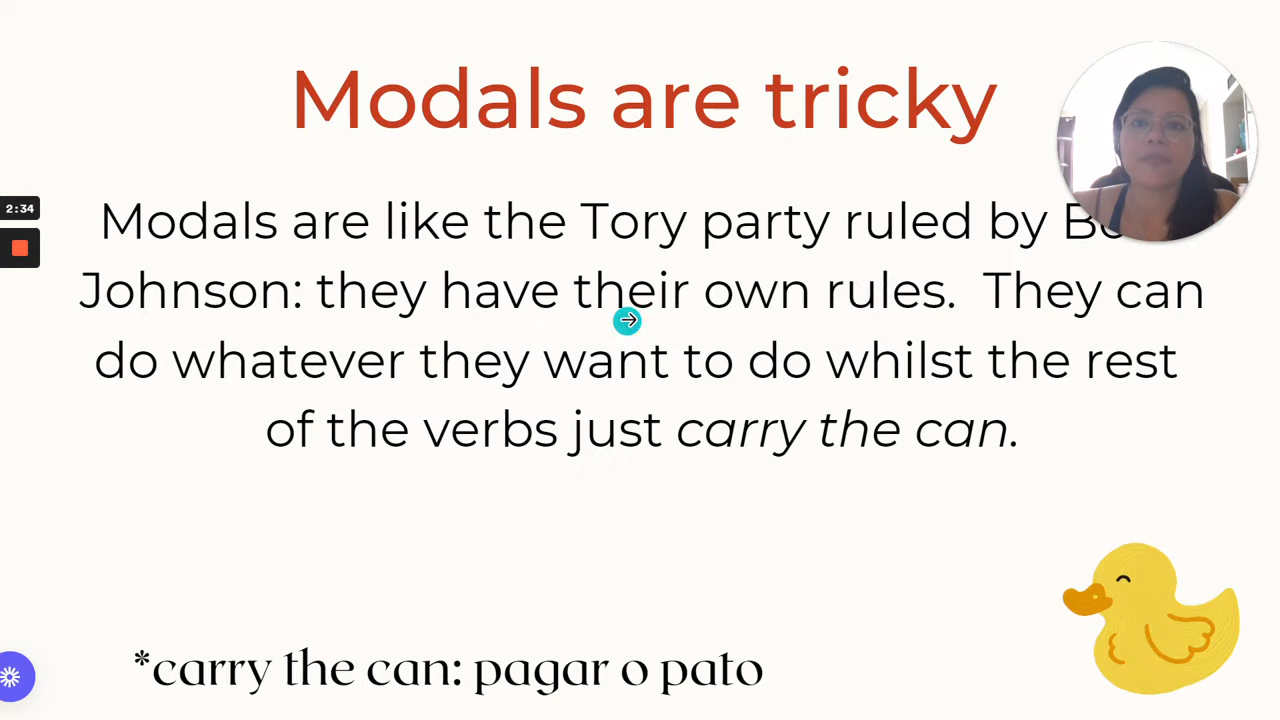 Modals are tricky
2:34
Modals are like the Tory party ruled by
Johnson: they have their own rules. They can
do whatever they want to do whilst the rest
of the verbs just carry the can.
*carry the can: pagar o pato